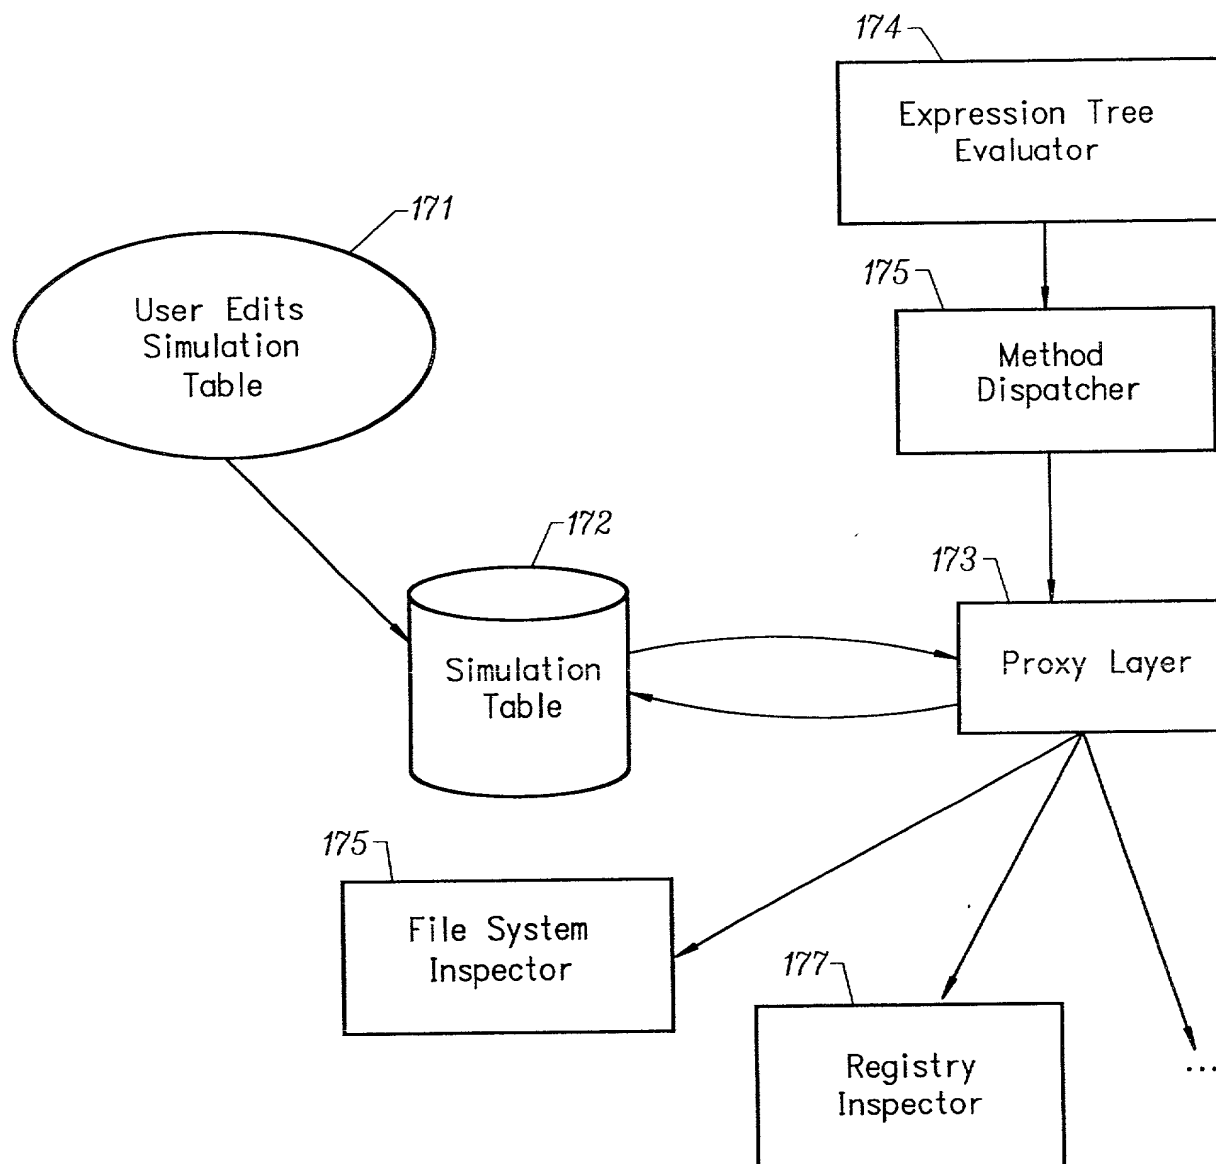 174
Expression Tree
Evaluator
171
User Edits
Simulation
Table
175
Method
Dispatcher
172
Simulation
Table
173
Proxy Layer
175
File System
Inspector
177
Registry
Inspector
...